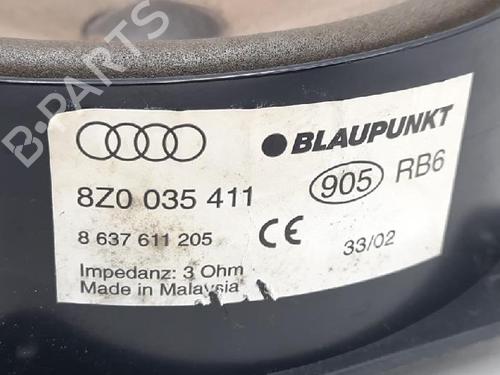 BLAUPUNKT
8Z0 035 411
905 RB6
8 637 611 205
CE
33/02
Impedanz: 3 Ohm
Made in Malaysia
B-PARTS